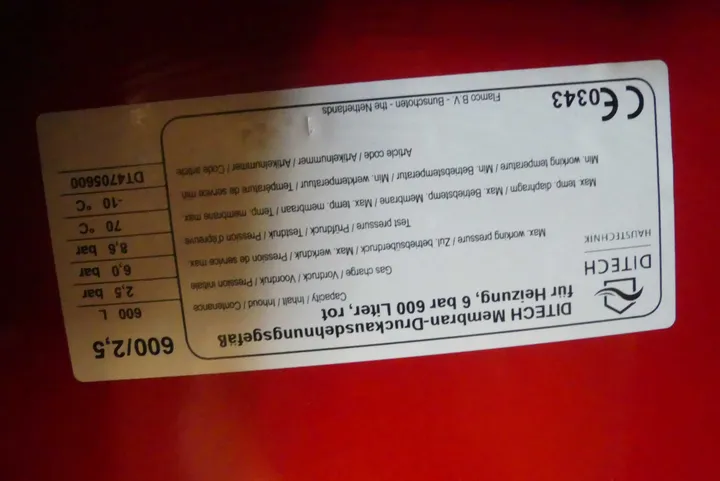 DITECH
HAUSTECHNIK
DITECH Membran-Druckausdehnungsgefäß
für Heizung, 6 bar 600 Liter, rot
600/2,5
Capacity / Inhalt / Inhoud / Contenance 600 L
Gas charge / Vordruck / Voordruk / Pression initiale 2,5 bar
Max. working pressure / Zul. betriebsüberdruck / Max. werkdruk / Pression de service max 6,0 bar
Test pressure / Prüfdruck / Testdruk / Pression d'épreuve 8,6 bar
Max. temp. diaphragm / Max. Betriebstemp. Membrane / Max. temp. membraan / Temp. membrane max 70 °C
Min. working temperature / Min. Betriebstemperatur / Min. werktemperatuur / Température de service min. -10 °C
Article code / Artikelnummer / Artikelnummer / Code article DT4705600
CE0343
Flamco B.V. - Bunschoten - the Netherlands